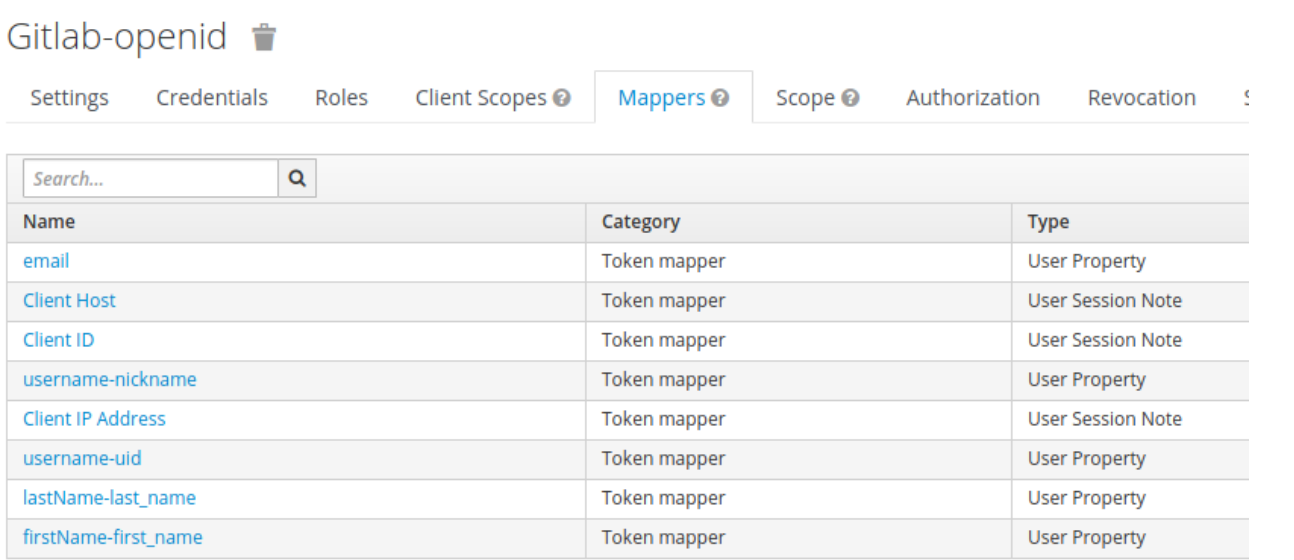 Gitlab-openid
Settings Credentials Roles Client Scopes Mappers Scope Authorization Revocation
Search...
Name Category Type
email Token mapper User Property
Client Host Token mapper User Session Note
Client ID Token mapper User Session Note
username-nickname Token mapper User Property
Client IP Address Token mapper User Session Note
username-uid Token mapper User Property
lastName-last_name Token mapper User Property
firstName-first_name Token mapper User Property